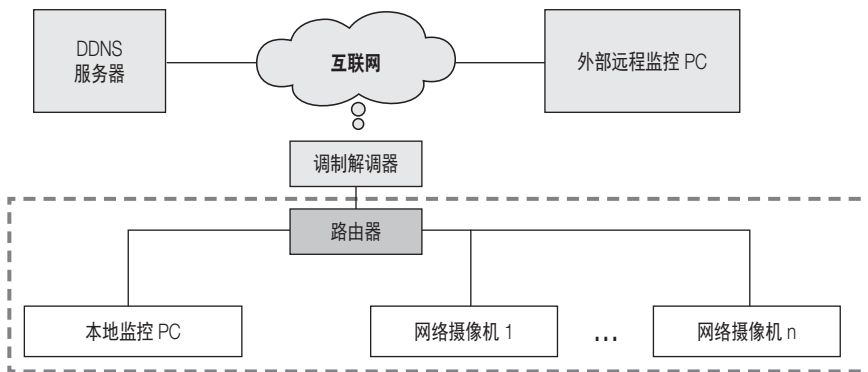 DDNS
服务器
互联网
外部远程监控 PC
调制解调器
路由器
本地监控 PC
网络摄像机 1
...
网络摄像机 n